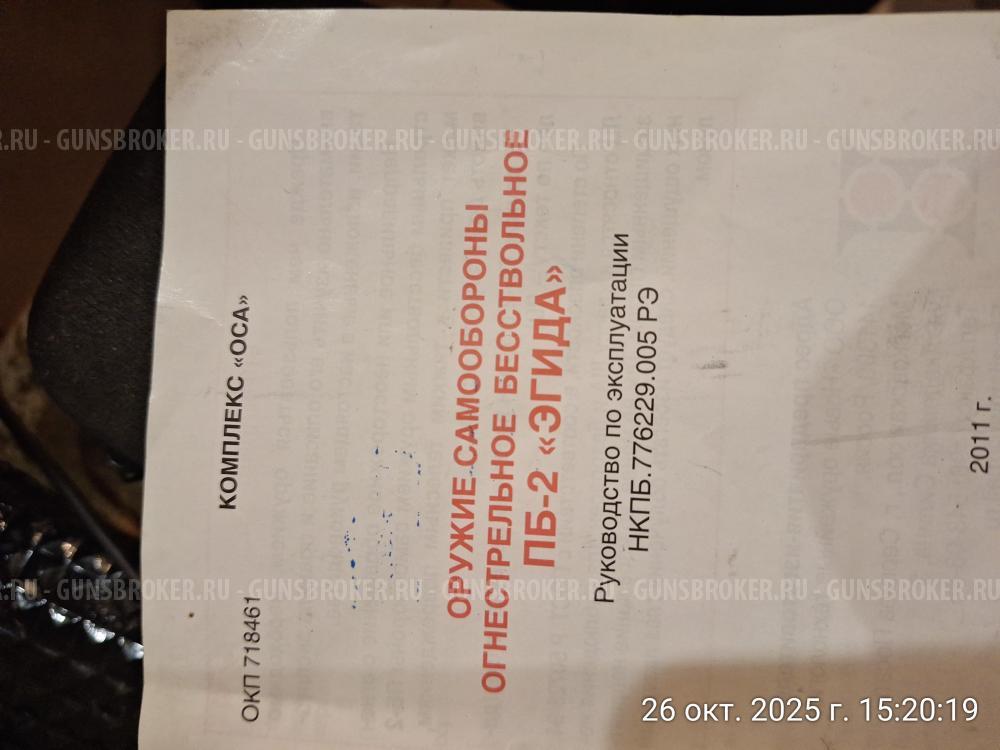 ОКП 718461
КОМПЛЕКС «ОСА»
ОРУЖИЕ САМООБОРОНЫ
ОГНЕСТРЕЛЬНОЕ БЕССТВОЛЬНОЕ
ПБ-2 «ЭГИДА»
Руководство по эксплуатации
НКПБ.776229.005 РЭ
2011 г.
.RU - GUNSBROKER.RU - GUNSBROKER.RU - GUNSBROKER.RU - GUNSBROKER.RU - GUNSBROKER.RU
.RU - GUNSBROKER.RU - GUNSBROKER.RU - GUNSBROKER.RU - GUNSBROKER.RU - GUNSBROKER.RU
26 окт. 2025 г. 15:20:19